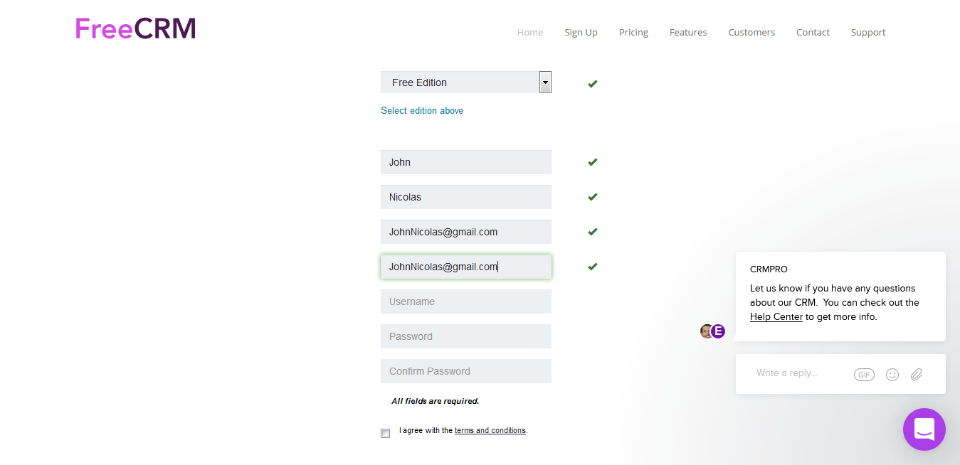 FreeCRM
Home Sign Up Pricing Features Customers Contact Support
Free Edition
Select edition above
John
Nicolas
JohnNicolas@gmail.com
JohnNicolas@gmail.com
Username
Password
Confirm Password
All fields are required.
I agree with the terms and conditions.
CRMPRO
Let us know if you have any questions
about our CRM. You can check out the
Help Center to get more info.
E
Write a reply... GIF